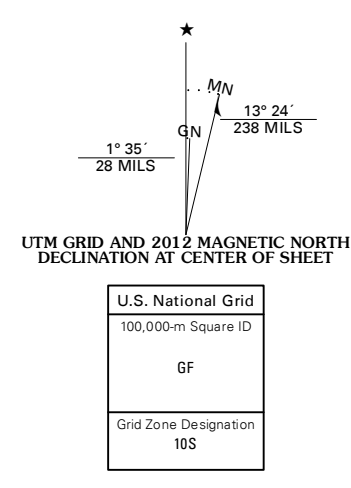 ★
MN
GN
13° 24´
238 MILS
1° 35´
28 MILS
UTM GRID AND 2012 MAGNETIC NORTH
DECLINATION AT CENTER OF SHEET
U.S. National Grid
100,000-m Square ID
GF
Grid Zone Designation
10S